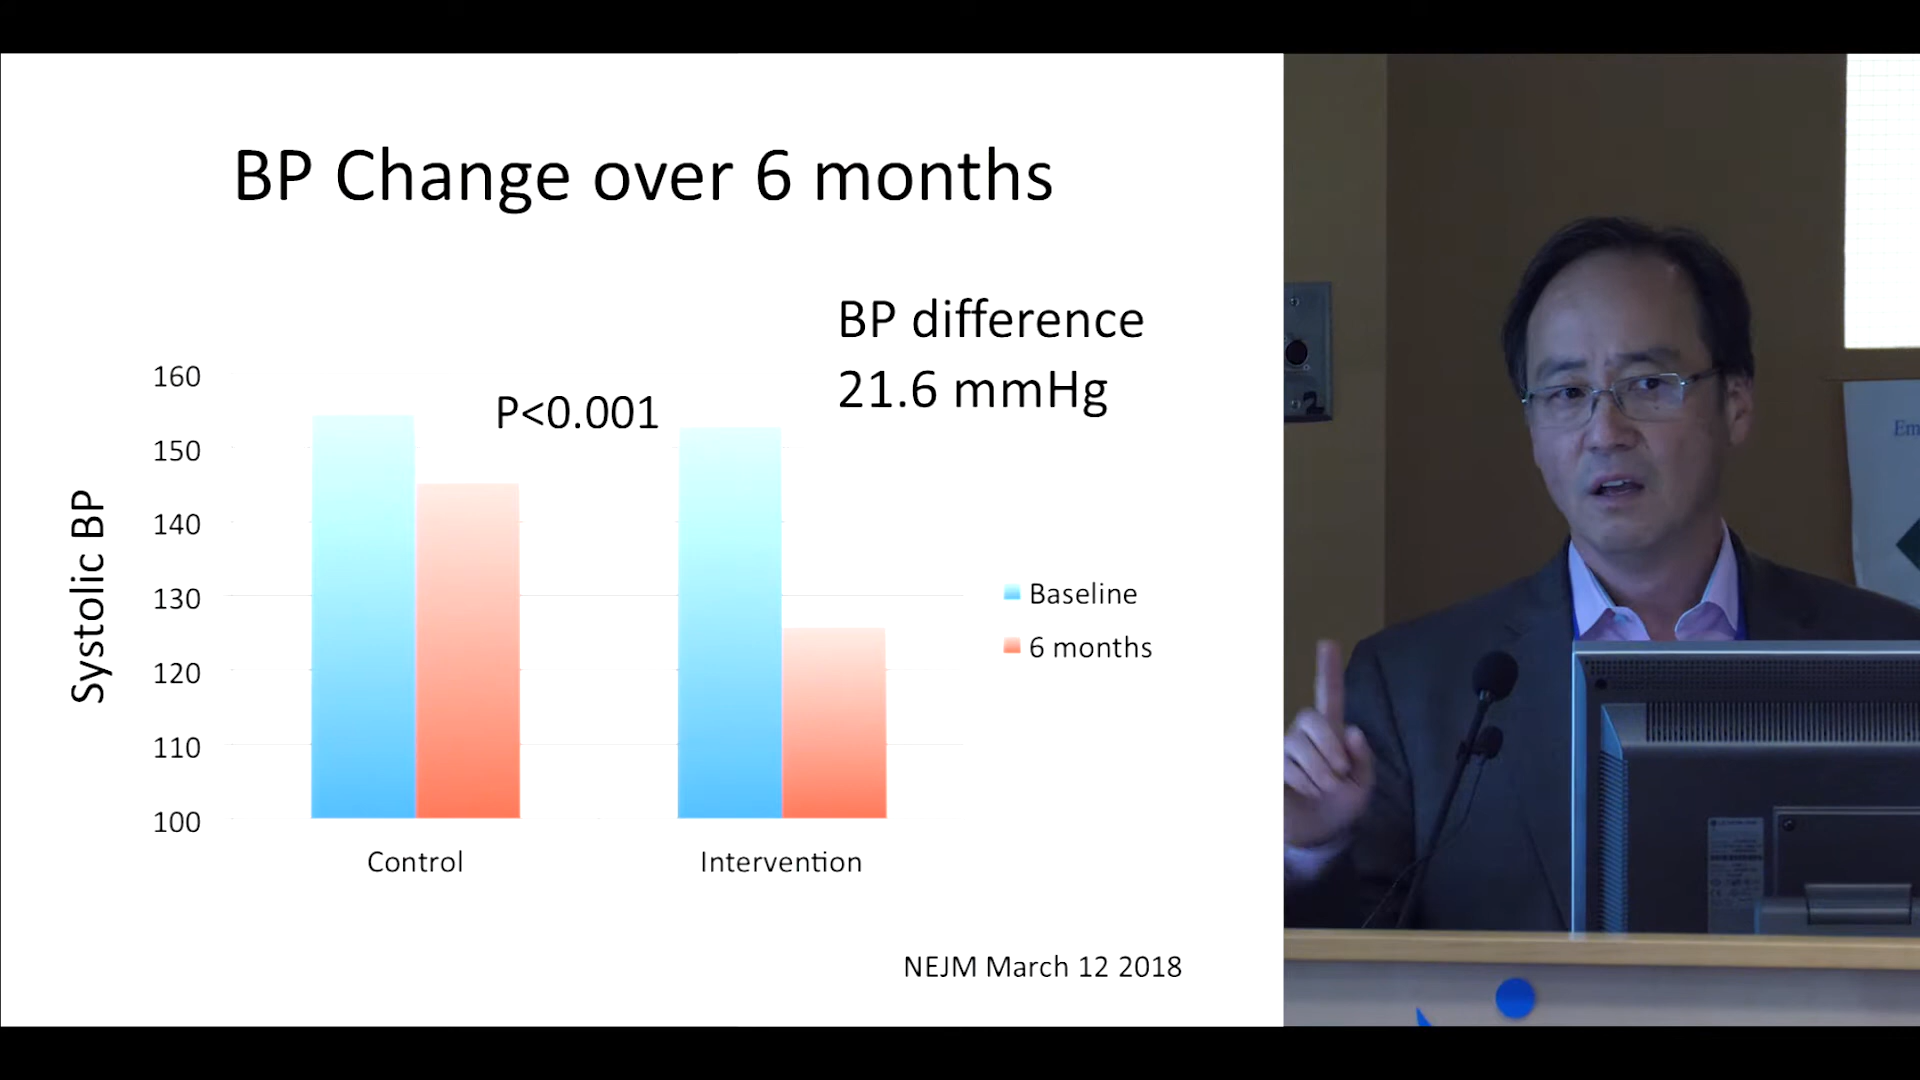 BP Change over 6 months
BP difference
21.6 mmHg
P<0.001
160
150
140
130
120
110
100
Systolic BP
Control
Intervention
Baseline
6 months
NEJM March 12 2018
Em